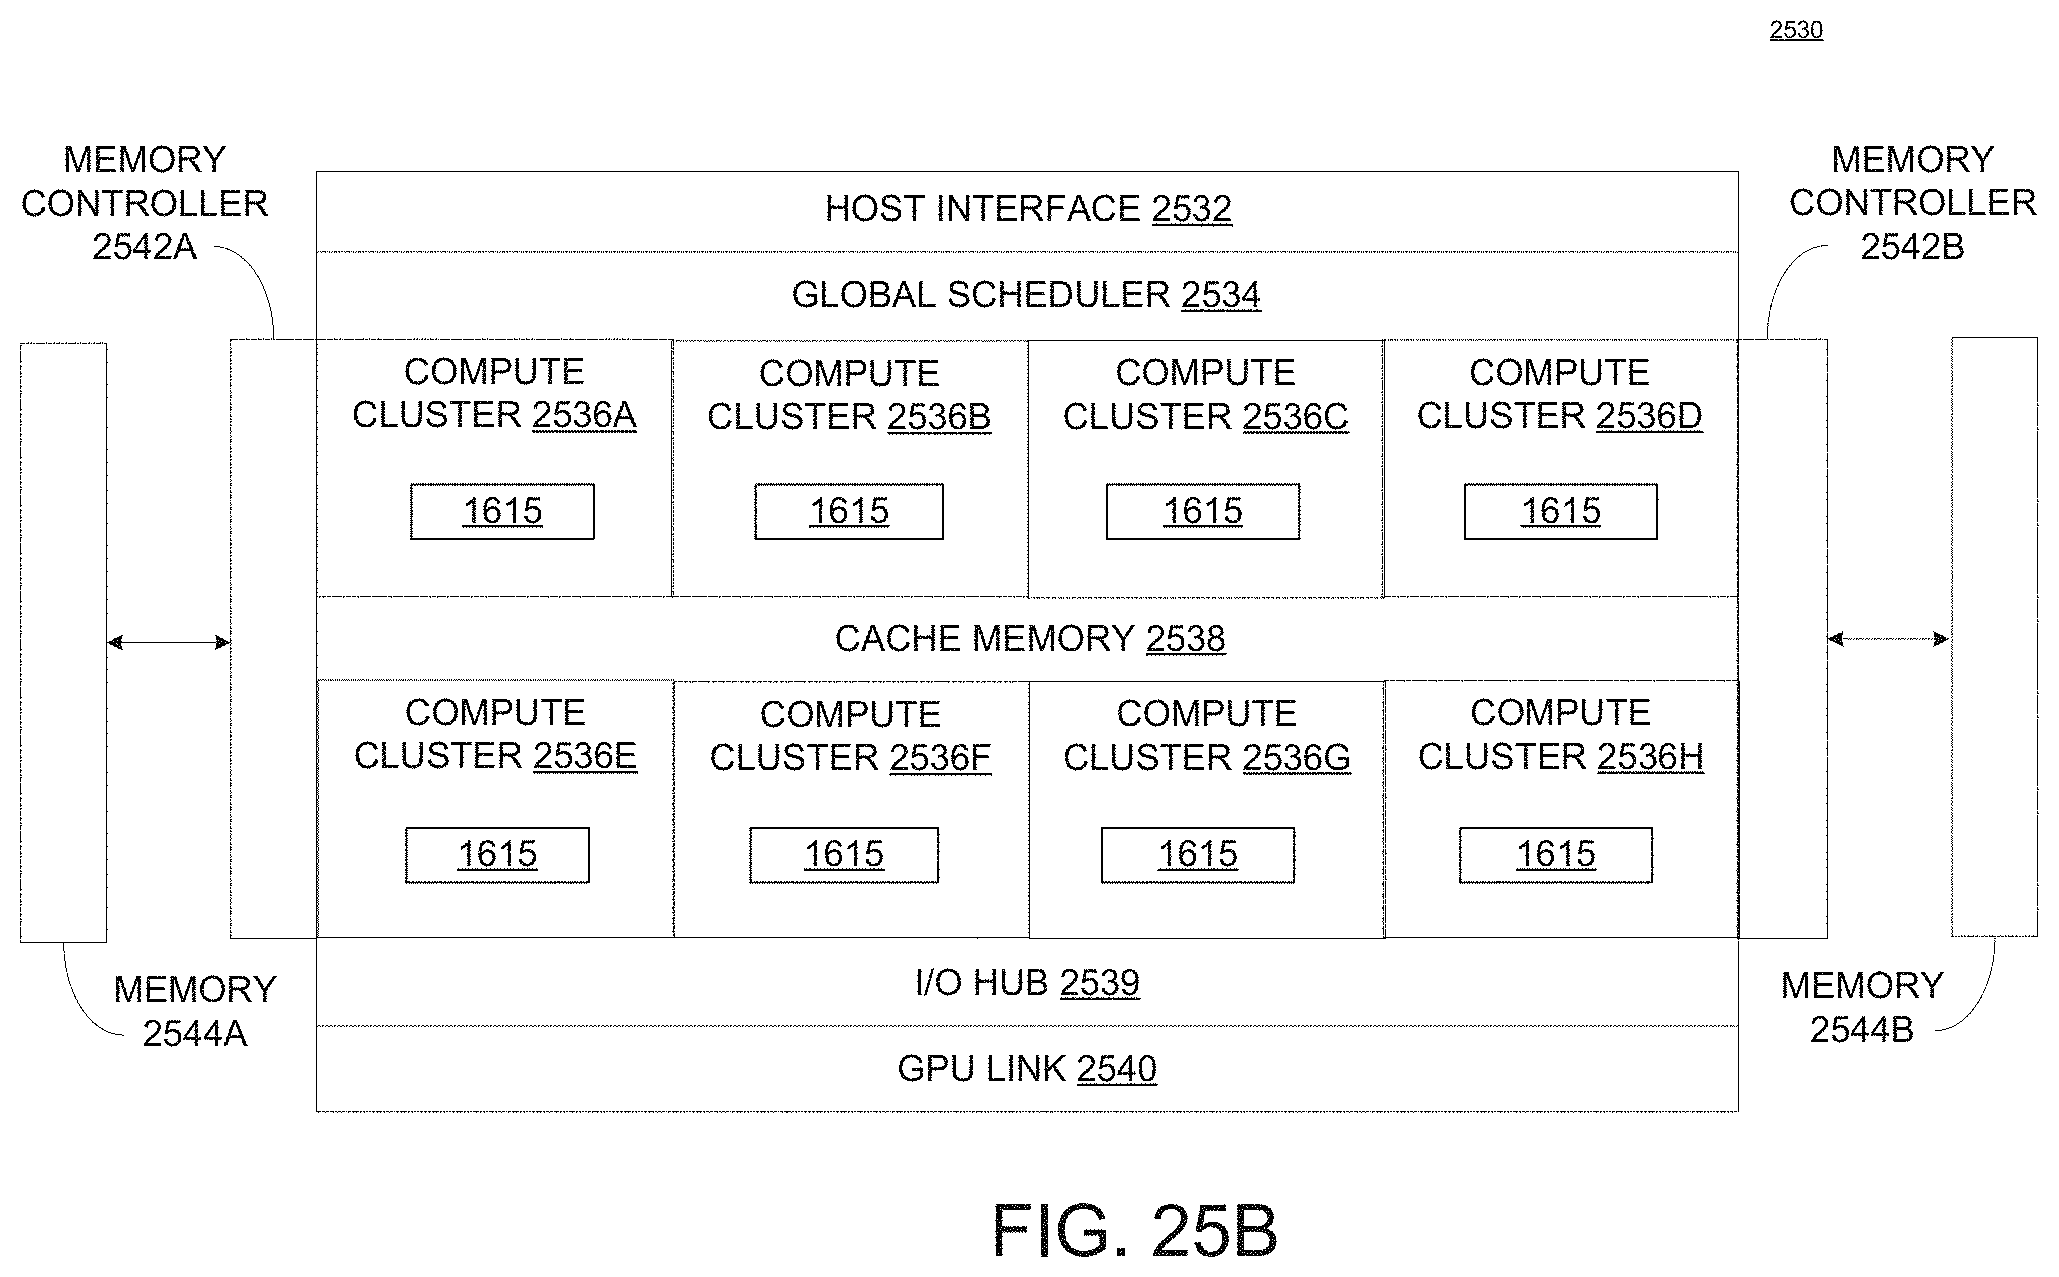 2530
MEMORY
CONTROLLER
2542A
MEMORY
CONTROLLER
2542B
HOST INTERFACE 2532
GLOBAL SCHEDULER 2534
COMPUTE
CLUSTER 2536A
1615
COMPUTE
CLUSTER 2536B
1615
COMPUTE
CLUSTER 2536C
1615
COMPUTE
CLUSTER 2536D
1615
CACHE MEMORY 2538
COMPUTE
CLUSTER 2536E
1615
COMPUTE
CLUSTER 2536F
1615
COMPUTE
CLUSTER 2536G
1615
COMPUTE
CLUSTER 2536H
1615
I/O HUB 2539
GPU LINK 2540
MEMORY
2544A
MEMORY
2544B
FIG. 25B